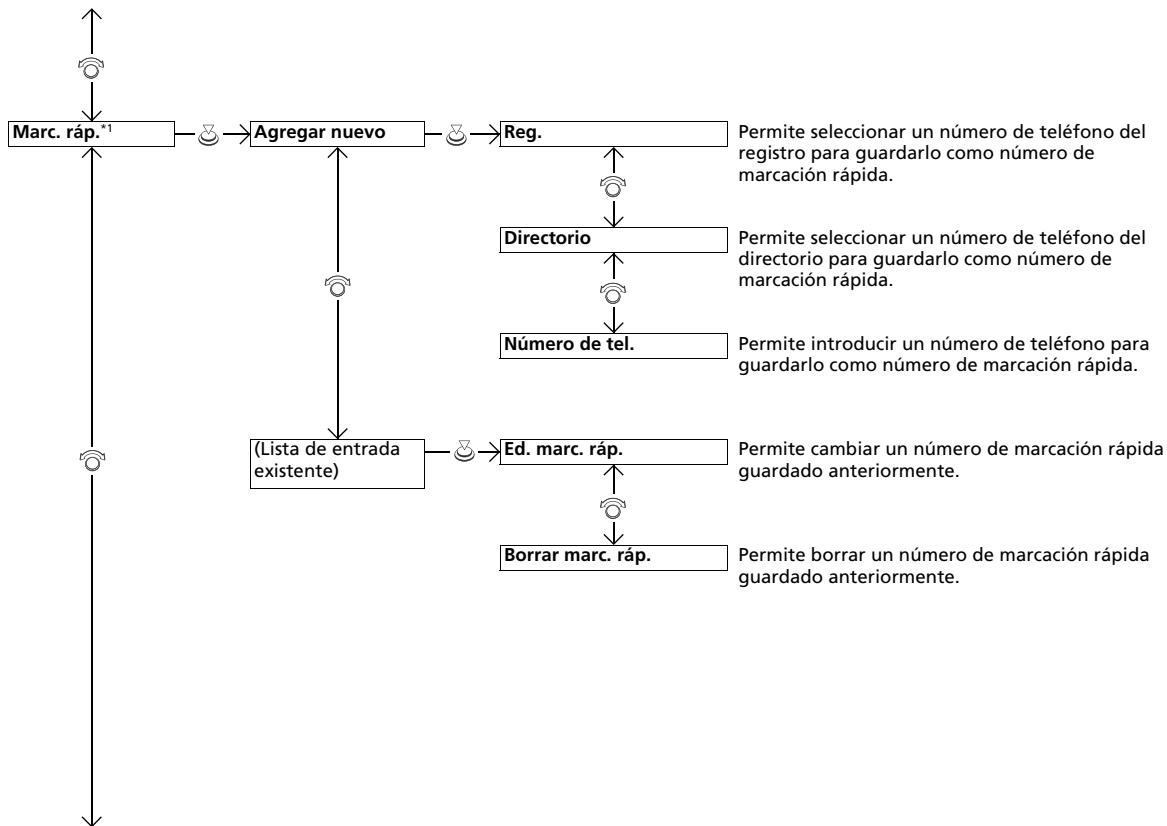 Marc. ráp.*1
Agregar nuevo
Reg.
Permite seleccionar un número de teléfono del
registro para guardarlo como número de
marcación rápida.
Directorio
Permite seleccionar un número de teléfono del
directorio para guardarlo como número de
marcación rápida.
Número de tel.
Permite introducir un número de teléfono para
guardarlo como número de marcación rápida.
(Lista de entrada
existente)
Ed. marc. ráp.
Permite cambiar un número de marcación rápida
guardado anteriormente.
Borrar marc. ráp.
Permite borrar un número de marcación rápida
guardado anteriormente.